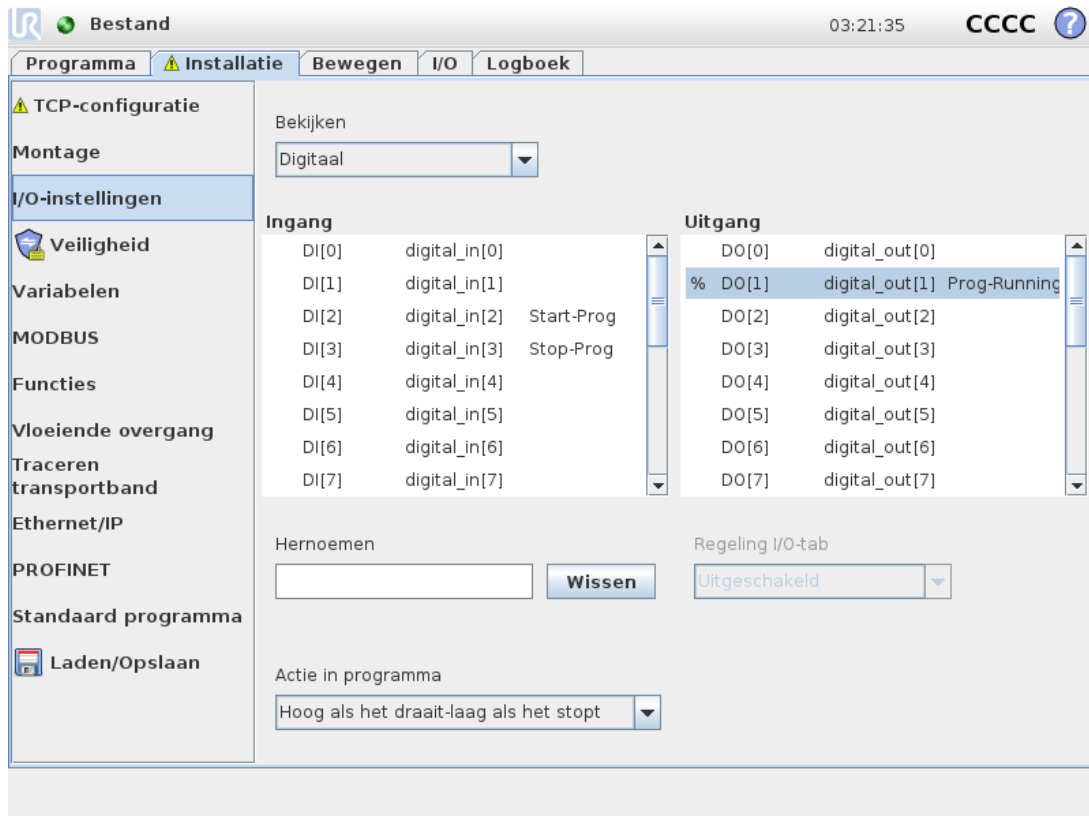 UR Bestand 03:21:35 CCCC ?
Programma Installatie Bewegen I/O Logboek
TCP-configuratie
Montage
I/O-instellingen
Veiligheid
Variabelen
MODBUS
Functies
Vloeiende overgang
Traceren
transportband
Ethernet/IP
PROFINET
Standaard programma
Laden/Opslaan
Bekijken
Digitaal
Ingang
DI[0] digital_in[0]
DI[1] digital_in[1]
DI[2] digital_in[2] Start-Prog
DI[3] digital_in[3] Stop-Prog
DI[4] digital_in[4]
DI[5] digital_in[5]
DI[6] digital_in[6]
DI[7] digital_in[7]
Uitgang
DO[0] digital_out[0]
% DO[1] digital_out[1] Prog-Running
DO[2] digital_out[2]
DO[3] digital_out[3]
DO[4] digital_out[4]
DO[5] digital_out[5]
DO[6] digital_out[6]
DO[7] digital_out[7]
Hernoemen
Wissen
Regeling I/O-tab
Uitgeschakeld
Actie in programma
Hoog als het draait-laag als het stopt